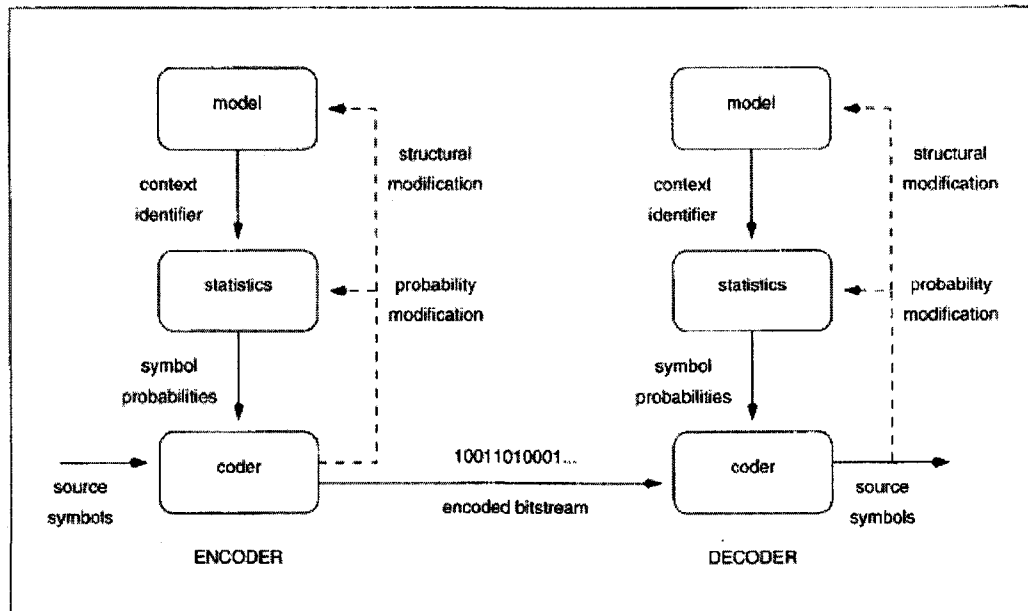 model
structural
modification
context
identifier
statistics
probability
modification
symbol
probabilities
coder
source
symbols
ENCODER
10011010001...
encoded bitstream
model
structural
modification
context
identifier
statistics
probability
modification
symbol
probabilities
coder
source
symbols
DECODER